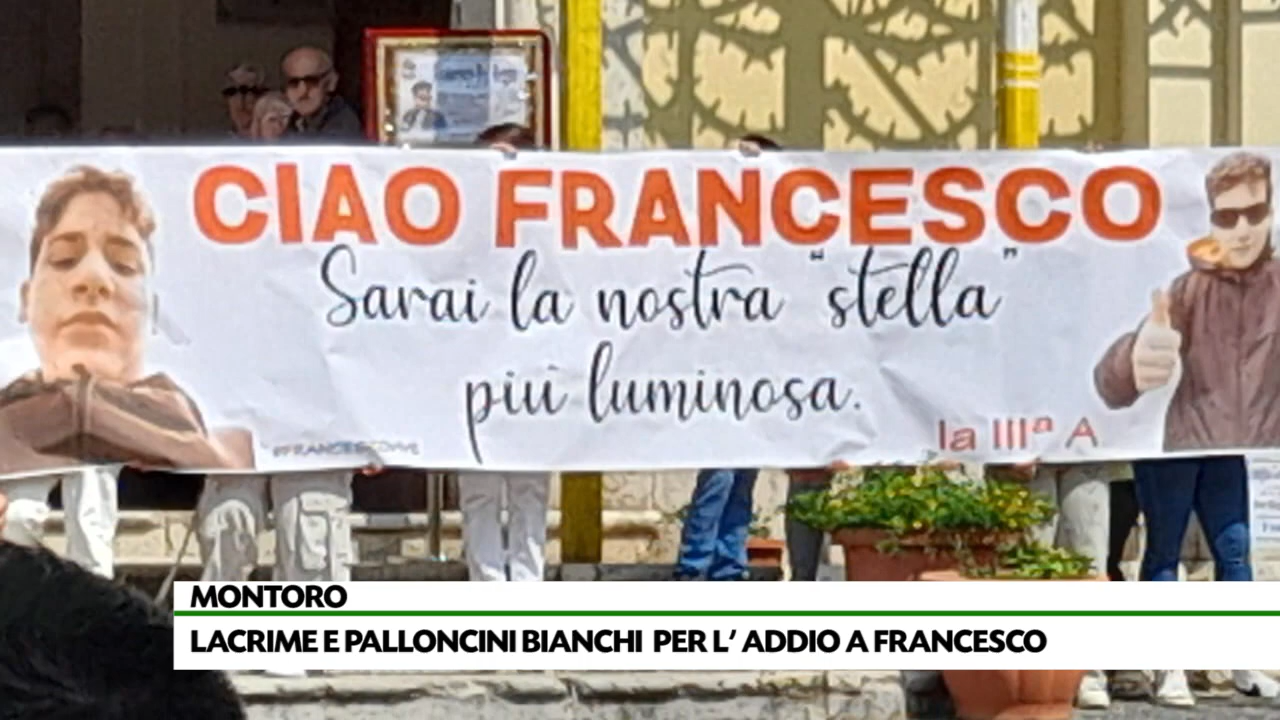 CIAO FRANCESCO
Sarai la nostra "stella"
più luminosa.
la IIIª A
MONTORO
LACRIME E PALLONCINI BIANCHI PER L' ADDIO A FRANCESCO